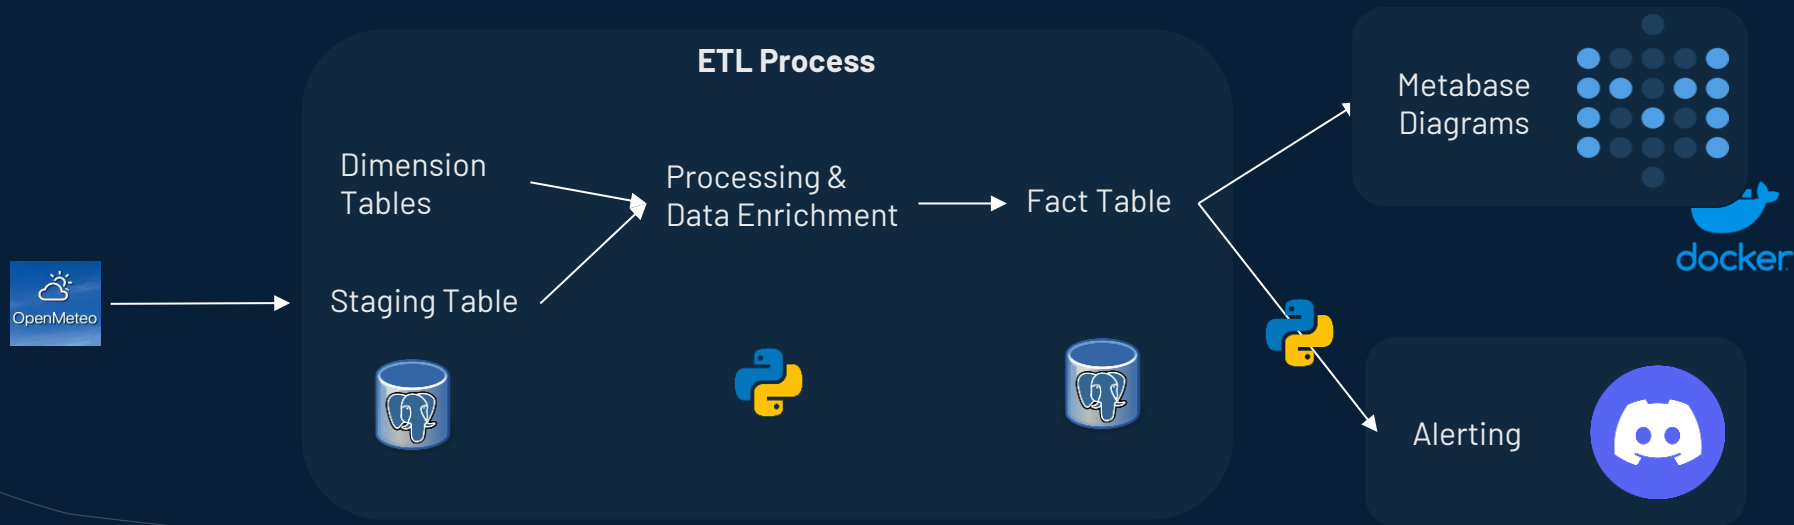 ETL Process
Dimension
Tables
Processing &
Data Enrichment
Fact Table
Staging Table
OpenMeteo
Metabase
Diagrams
docker
Alerting